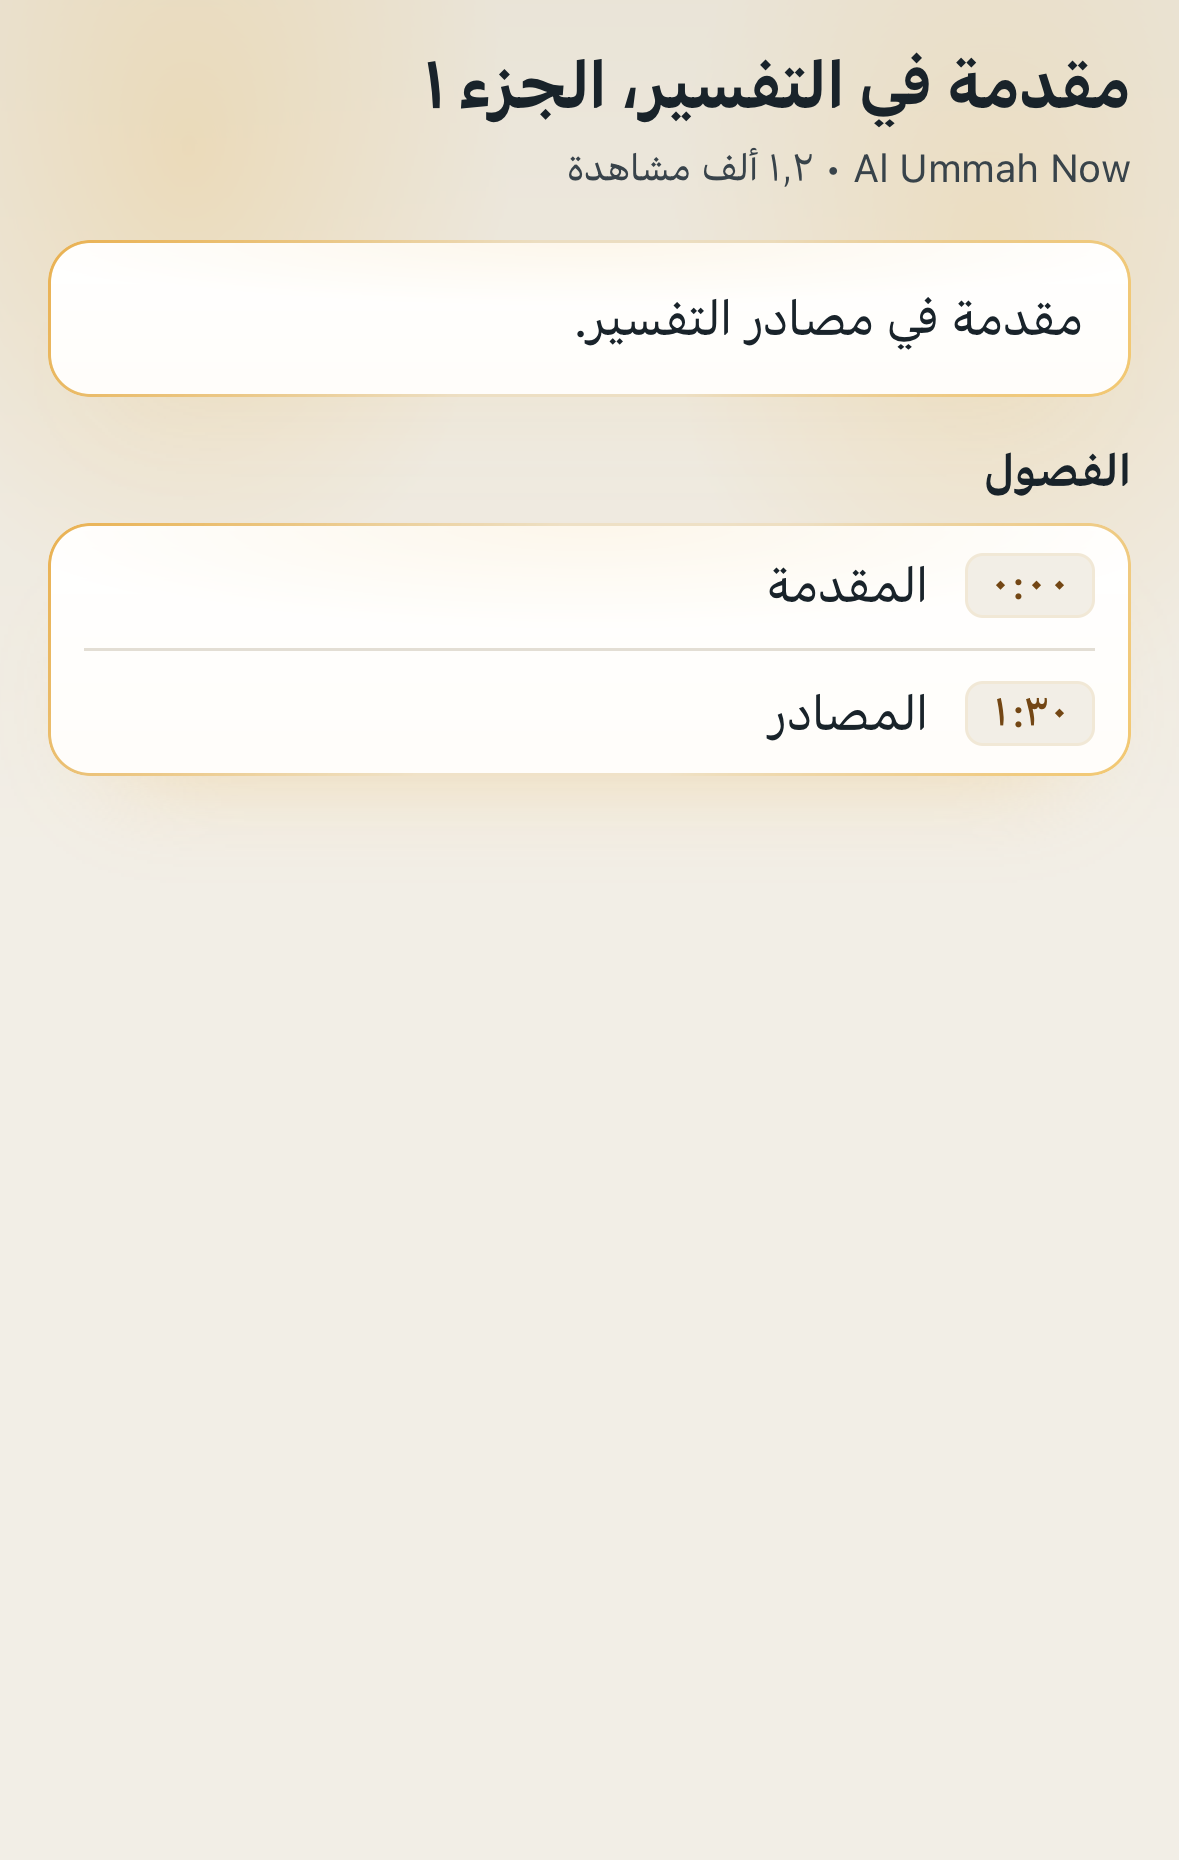 مقدمة في التفسير، الجزء ١
Al Ummah Now • ١,٢ ألف مشاهدة
مقدمة في مصادر التفسير.
الفصول
٠:٠٠ المقدمة
١:٣٠ المصادر